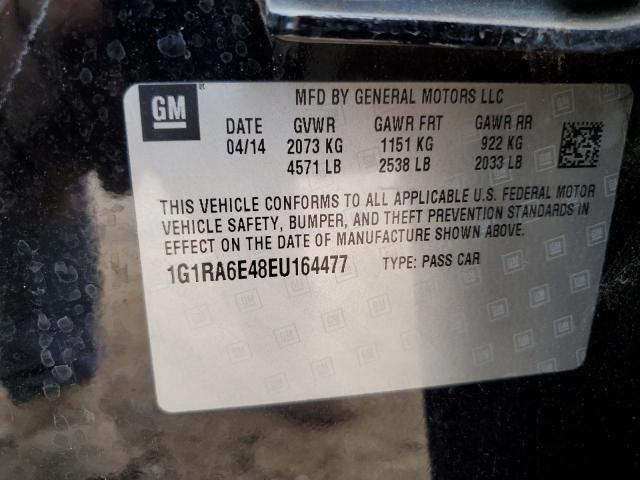 GM
MFD BY GENERAL MOTORS LLC
DATE GVWR GAWR FRT GAWR RR
04/14 2073 KG 1151 KG 922 KG
4571 LB 2538 LB 2033 LB
THIS VEHICLE CONFORMS TO ALL APPLICABLE U.S. FEDERAL MOTOR
VEHICLE SAFETY, BUMPER, AND THEFT PREVENTION STANDARDS IN
EFFECT ON THE DATE OF MANUFACTURE SHOWN ABOVE.
1G1RA6E48EU164477 TYPE: PASS CAR